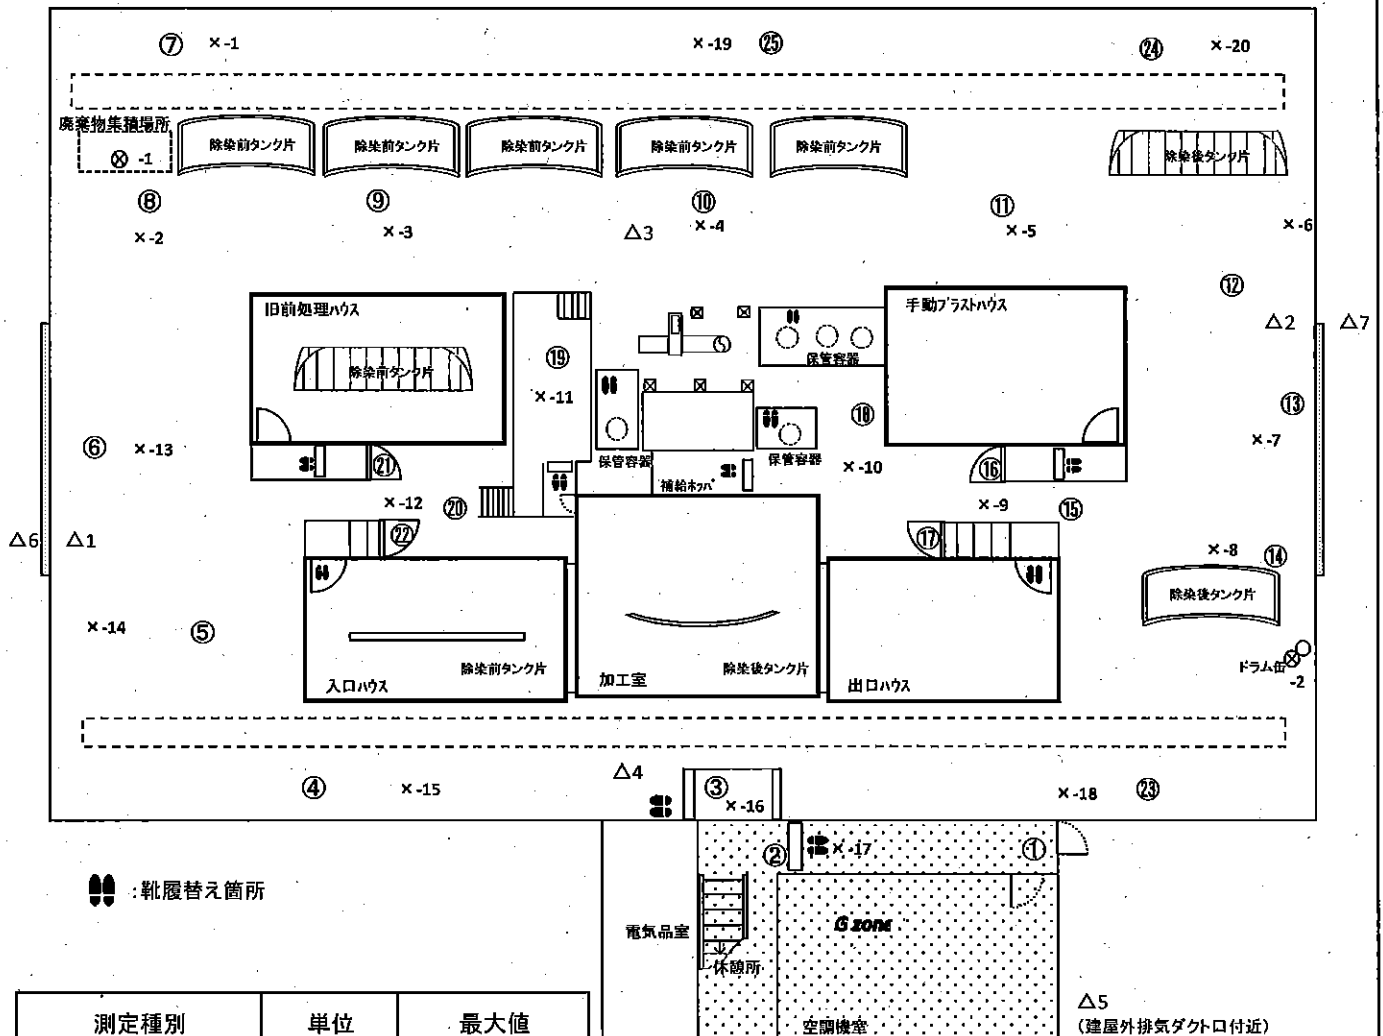 ⑦ × -1 × -19 ㉕ ㉔ × -20
廃棄物集積場所
⊗ -1
除染前タンク片
除染前タンク片
除染前タンク片
除染前タンク片
除染前タンク片
除染後タンク片
⑧ ⑨ ⑩ ⑪
× -2 × -3 △3 × -4 × -5 × -6
⑫
旧前処理ハウス
除染前タンク片
⑲
× -11
保管容器
手動ブラストハウス
△2 △7
⑱
⑬
× -7
⑥ × -13
㉑
保管容器
保管容器
× -10
⑯
補給ホッパ
× -12 ⑳
× -9 ⑮
△6 △1
㉒
⑰
× -8 ⑭
除染後タンク片
× -14 ⑤
除染前タンク片
入口ハウス
加工室
除染後タンク片
出口ハウス
ドラム缶
⊗
-2
④ × -15
△4
③
× -16
× -18 ㉓
② × -17 ①
:靴履替え箇所
電気品室
G zone
休憩所
空調機室
△5
(建屋外排気ダクト口付近)
測定種別 単位 最大値